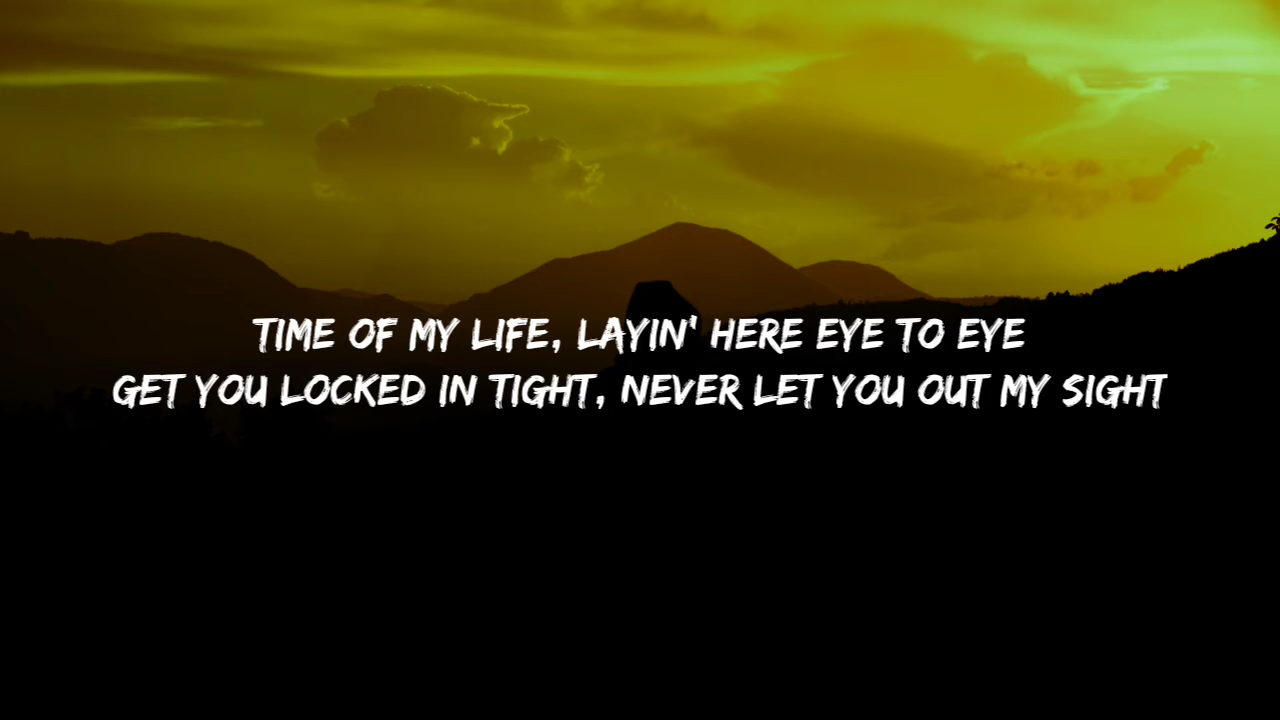 TIME OF MY LIFE, LAYIN' HERE EYE TO EYE
GET YOU LOCKED IN TIGHT, NEVER LET YOU OUT MY SIGHT